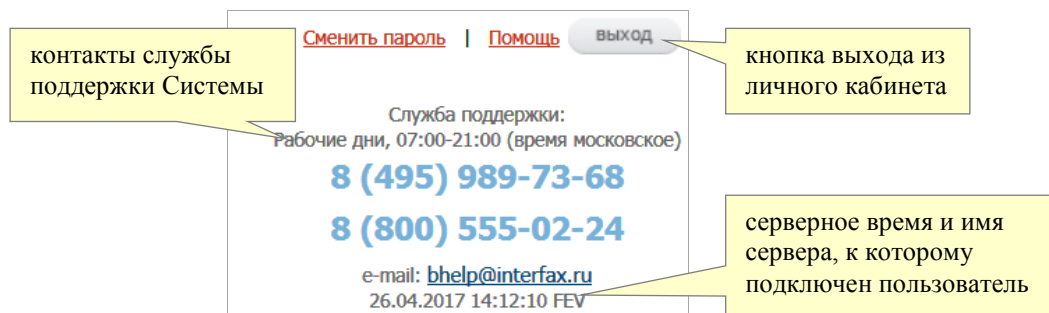 Сменить пароль | Помощь выход
контакты службы
поддержки Системы
кнопка выхода из
личного кабинета
Служба поддержки:
Рабочие дни, 07:00-21:00 (время московское)
8 (495) 989-73-68
8 (800) 555-02-24
e-mail: bhelp@interfax.ru
26.04.2017 14:12:10 FEV
серверное время и имя
сервера, к которому
подключен пользователь